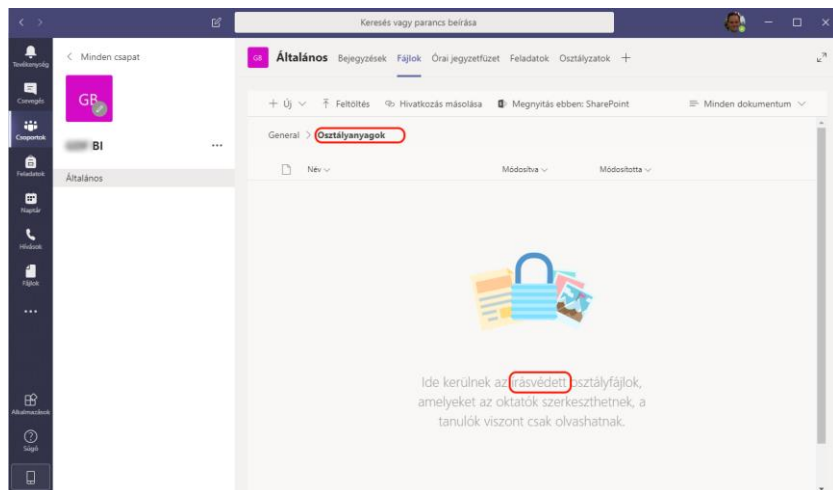 Keresés vagy parancs beírása
Tevékenység
Csevegés
Csoportok
Feladatok
Naptár
Hívások
Fájlok
Alkalmazások
Súgó
Minden csapat
GB
BI
Általános
GB Általános Bejegyzések Fájlok Órai jegyzetfüzet Feladatok Osztályzatok
Új Feltöltés Hivatkozás másolása Megnyitás ebben: SharePoint Minden dokumentum
General > Osztályanyagok
Név Módosítva Módosította
Ide kerülnek az írásvédett osztályfájlok,
amelyeket az oktatók szerkeszthetnek, a
tanulók viszont csak olvashatnak.